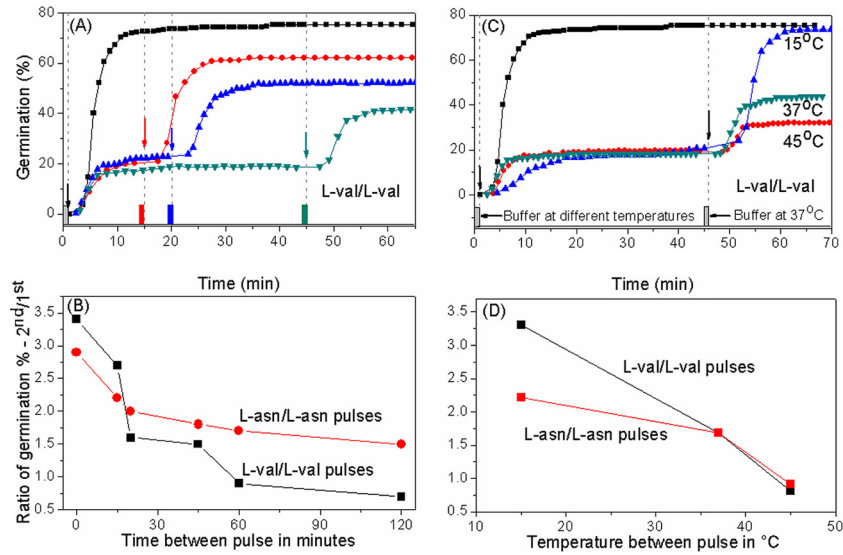 (A)
Germination (%)
80
60
40
20
0
L-val/L-val
0 10 20 30 40 50 60
Time (min)
(C)
80
60
40
20
0
15°C
37°C
45°C
L-val/L-val
Buffer at different temperatures
Buffer at 37°C
0 10 20 30 40 50 60 70
Time (min)
(B)
Ratio of germination % - 2nd/1st
3.5
3.0
2.5
2.0
1.5
1.0
0.5
L-asn/L-asn pulses
L-val/L-val pulses
0 30 60 90 120
Time between pulse in minutes
(D)
3.5
3.0
2.5
2.0
1.5
1.0
0.5
L-val/L-val pulses
L-asn/L-asn pulses
10 20 30 40 50
Temperature between pulse in °C